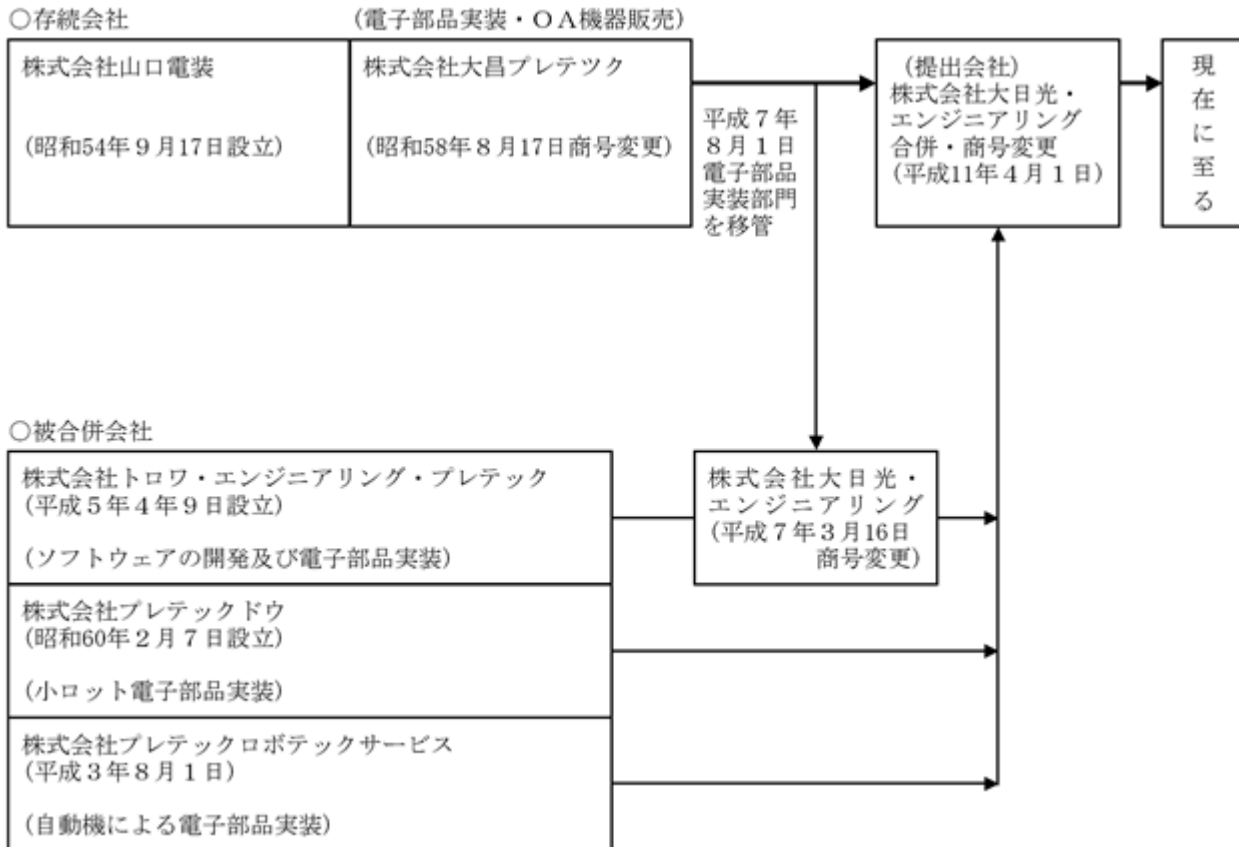 ○存続会社
(電子部品実装・ＯＡ機器販売)
株式会社山口電装
(昭和54年９月17日設立)
株式会社大昌プレテツク
(昭和58年８月17日商号変更)
平成７年
８月１日
電子部品
実装部門
を移管
(提出会社)
株式会社大日光・
エンジニアリング
合併・商号変更
(平成11年４月１日)
現在に至る
○被合併会社
株式会社トロワ・エンジニアリング・プレテック
(平成５年４年９日設立)
(ソフトウェアの開発及び電子部品実装)
株式会社大日光・
エンジニアリング
(平成７年３月16日
商号変更)
株式会社プレテックドウ
(昭和60年２月７日設立)
(小ロット電子部品実装)
株式会社プレテックロボテックサービス
(平成３年８月１日)
(自動機による電子部品実装)